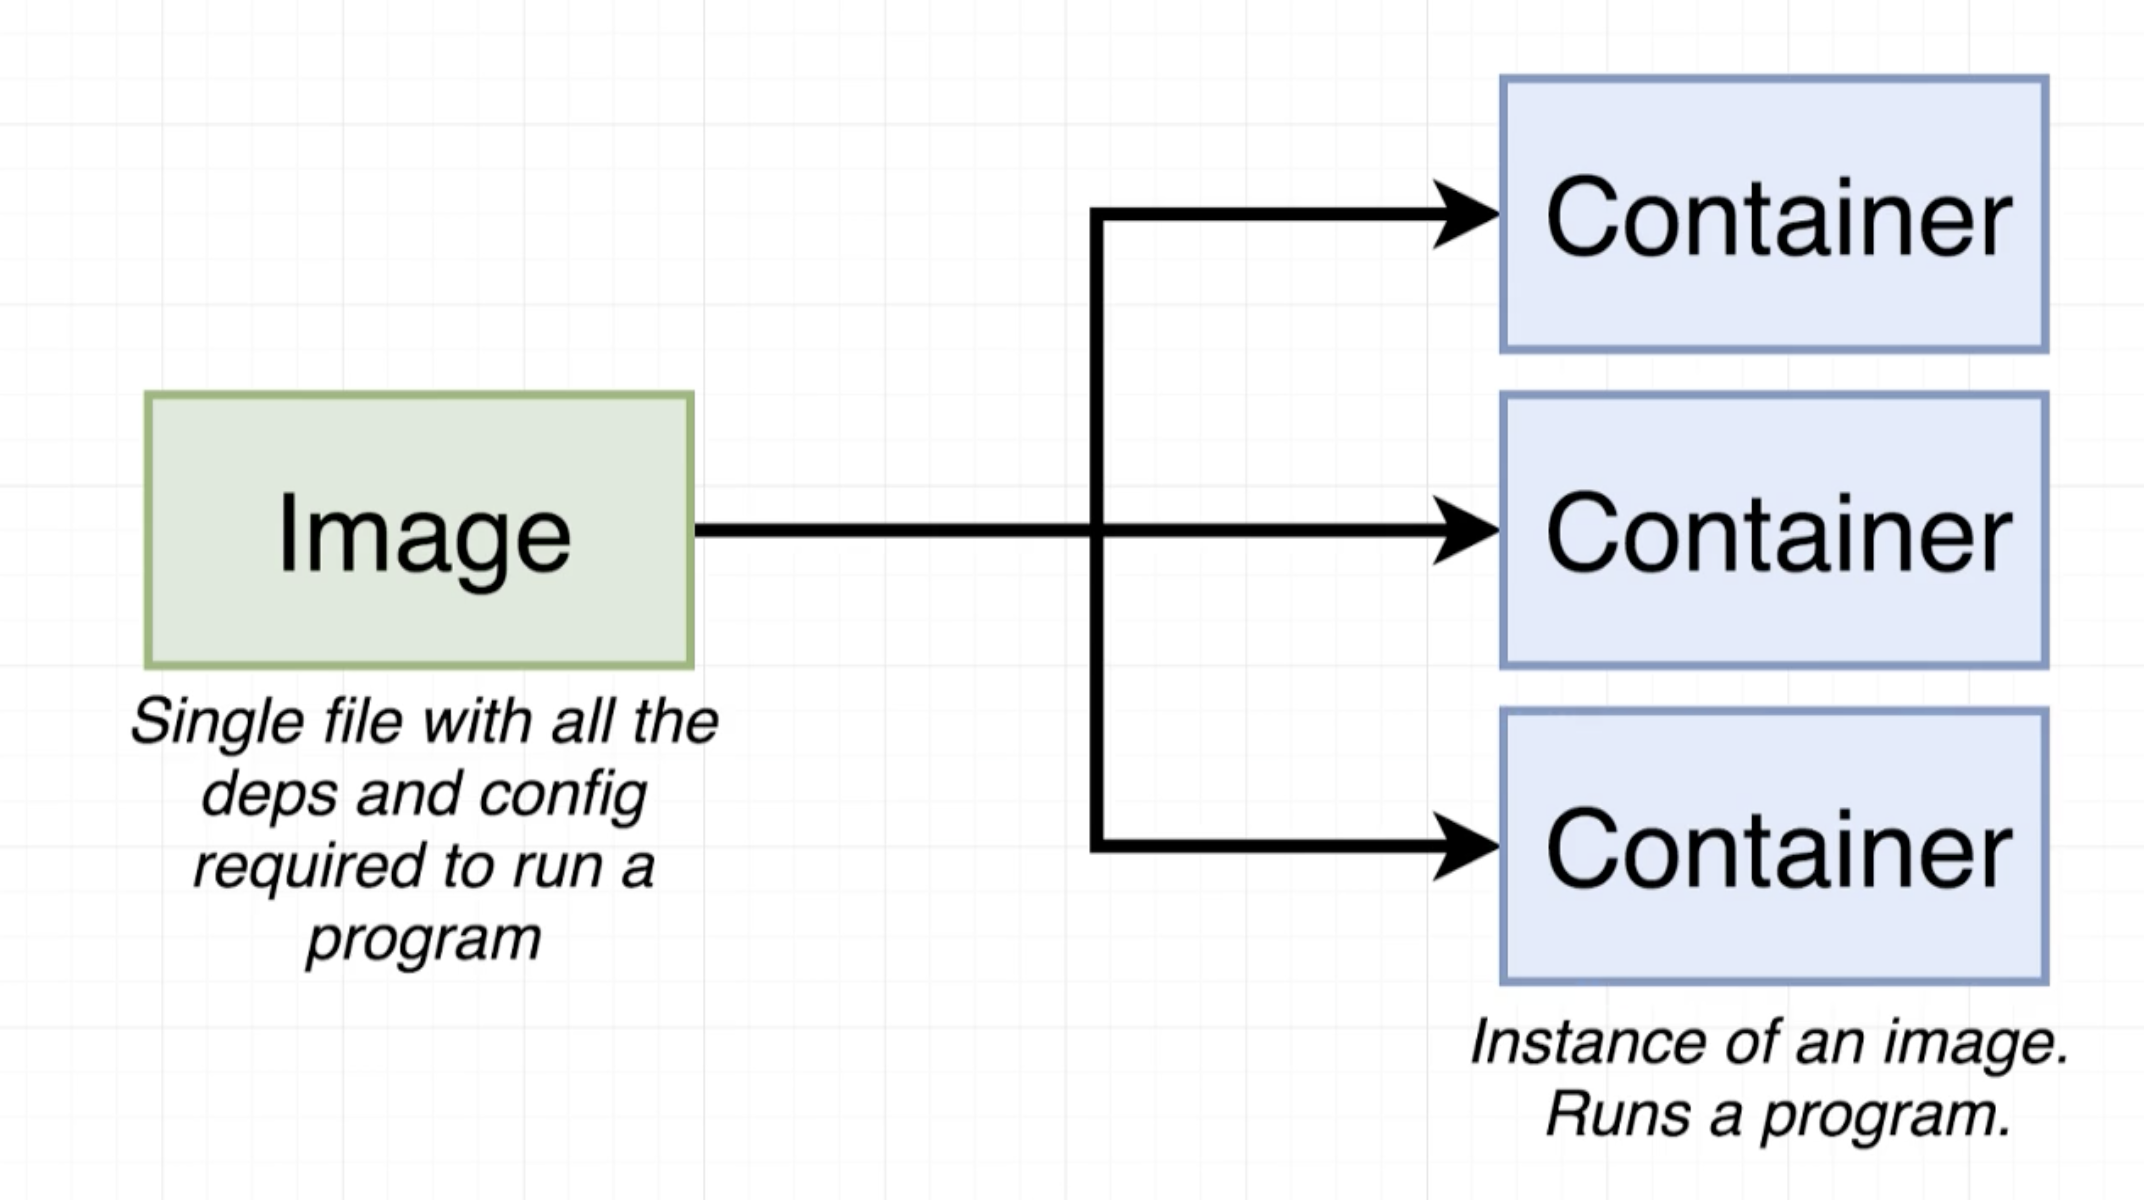 Image
Single file with all the
deps and config
required to run a
program
Container
Container
Container
Instance of an image.
Runs a program.